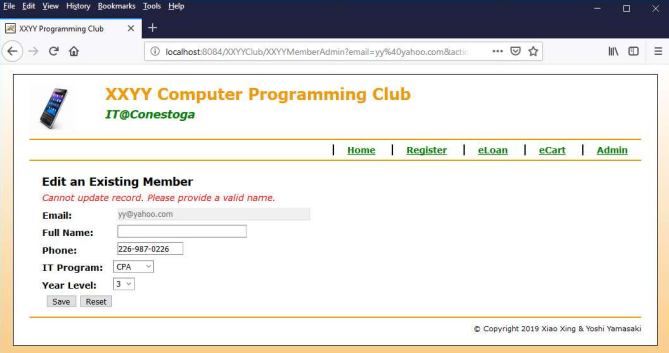 File Edit View History Bookmarks Tools Help
XXYY Programming Club
localhost:8084/XXYYClub/XXYYMemberAdmin?email=yy%40yahoo.com&actic
XXYY Computer Programming Club
IT@Conestoga
Home | Register | eLoan | eCart | Admin
Edit an Existing Member
Cannot update record. Please provide a valid name.
Email: yy@yahoo.com
Full Name:
Phone: 226-987-0226
IT Program: CPA
Year Level: 3
Save Reset
© Copyright 2019 Xiao Xing & Yoshi Yamasaki